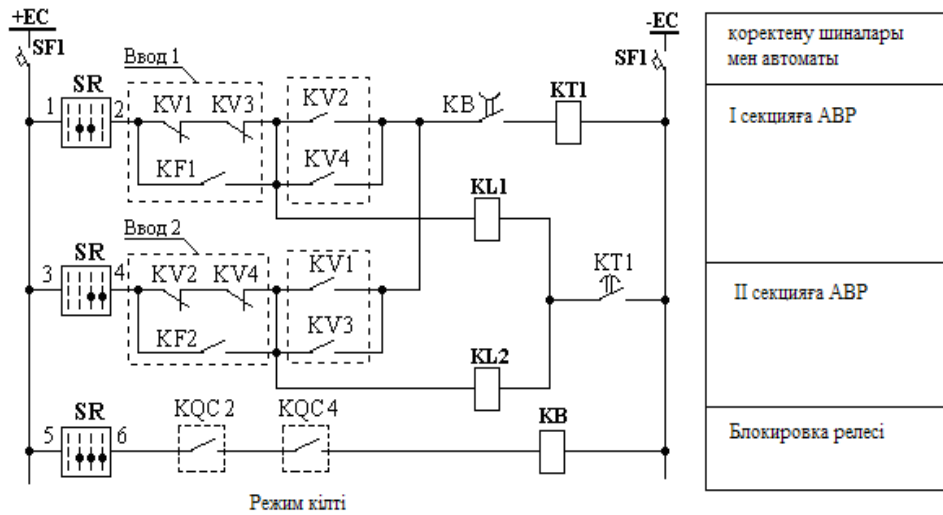 +EC
-EC
SF1
SF1
коректену шиналары
мен автоматы
Ввод 1
SR
1
2
KV1
KV3
KV2
KB
KT1
KF1
KV4
І секцияға АВР
KL1
Ввод 2
SR
3
4
KV2
KV4
KV1
KT1
KF2
KV3
ІІ секцияға АВР
KL2
SR
5
6
KQC 2
KQC 4
KB
Блокировка релесі
Режим кілті